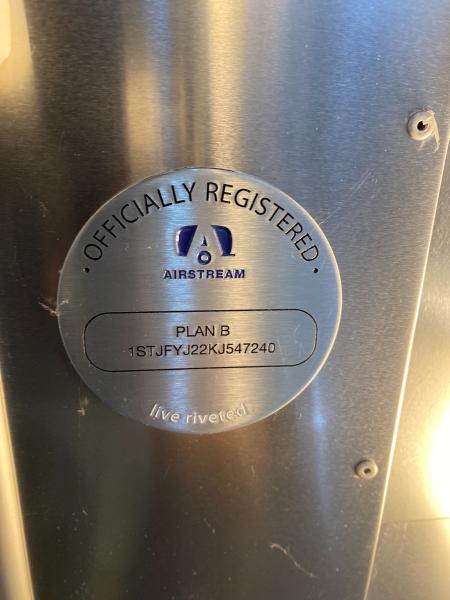 · OFFICIALLY REGISTERED ·
AIRSTREAM
PLAN B
1STJFYJ22KJ547240
live riveted.